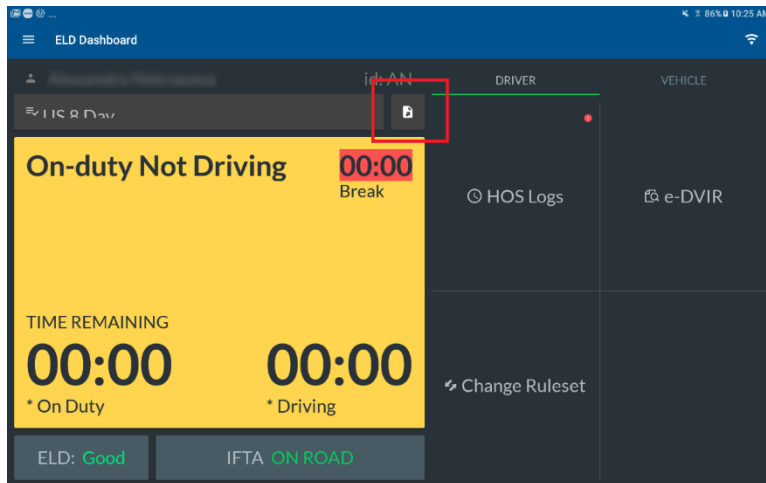 ... 86% 10:25 AM
ELD Dashboard
id: AN
DRIVER
VEHICLE
US 8 Day
On-duty Not Driving
00:00
Break
HOS Logs
e-DVIR
TIME REMAINING
00:00
00:00
* On Duty
* Driving
Change Ruleset
ELD: Good
IFTA ON ROAD